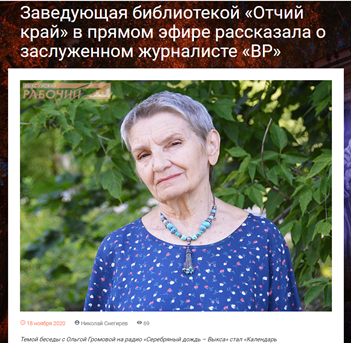 Заведующая библиотекой «Отчий
край» в прямом эфире рассказала о
заслуженном журналисте «ВР»
РАБОЧИЙ
18 ноября 2020 Николай Снегирев 69
Темой беседы с Ольгой Громовой на радио «Серебряный дождь – Выкса» стал «Календарь